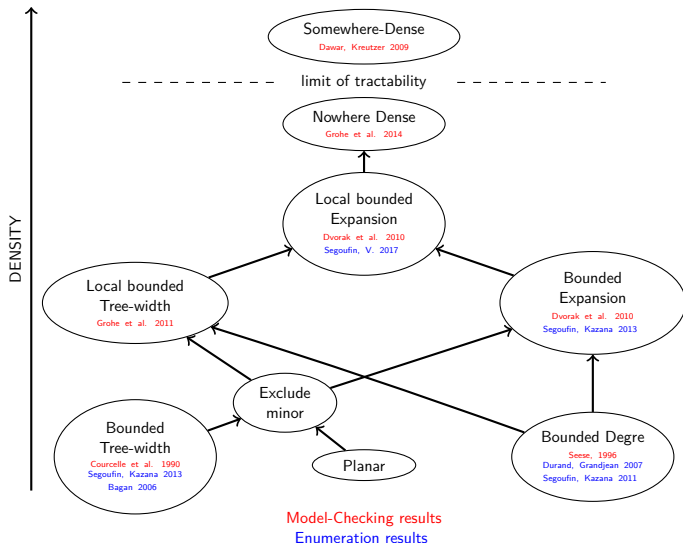 Somewhere-Dense
Dawar, Kreutzer 2009
limit of tractability
Nowhere Dense
Grohe et al. 2014
DENSITY
Local bounded
Expansion
Dvorak et al. 2010
Segoufin, V. 2017
Local bounded
Tree-width
Grohe et al. 2011
Bounded
Expansion
Dvorak et al. 2010
Segoufin, Kazana 2013
Exclude
minor
Bounded
Tree-width
Courcelle et al. 1990
Segoufin, Kazana 2013
Bagan 2006
Planar
Bounded Degre
Seese, 1996
Durand, Grandjean 2007
Segoufin, Kazana 2011
Model-Checking results
Enumeration results